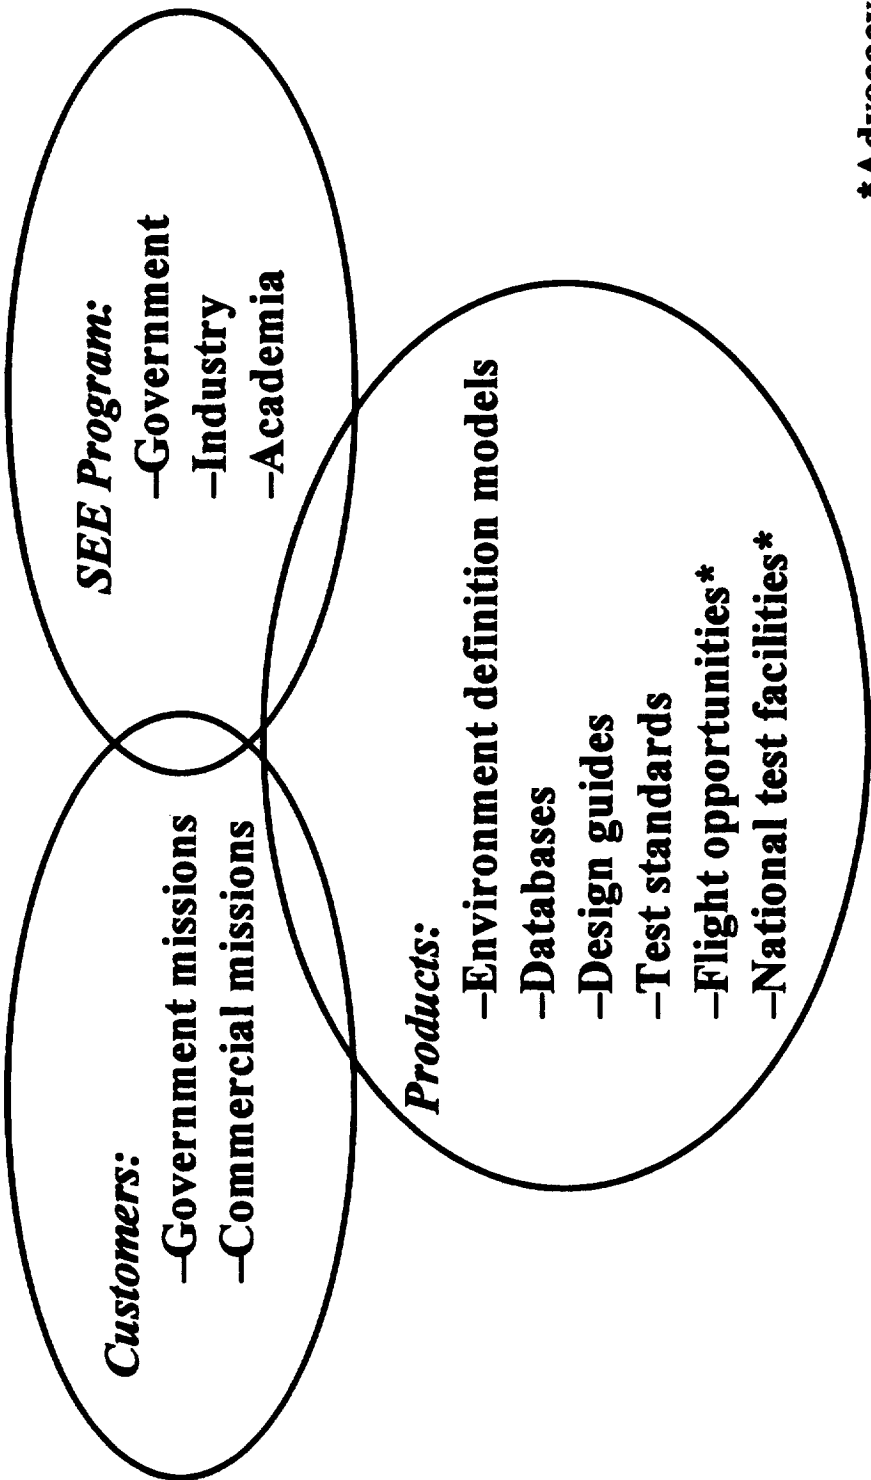 Customers:
–Government missions
–Commercial missions
SEE Program:
–Government
–Industry
–Academia
Products:
–Environment definition models
–Databases
–Design guides
–Test standards
–Flight opportunities*
–National test facilities*
*Advocacy